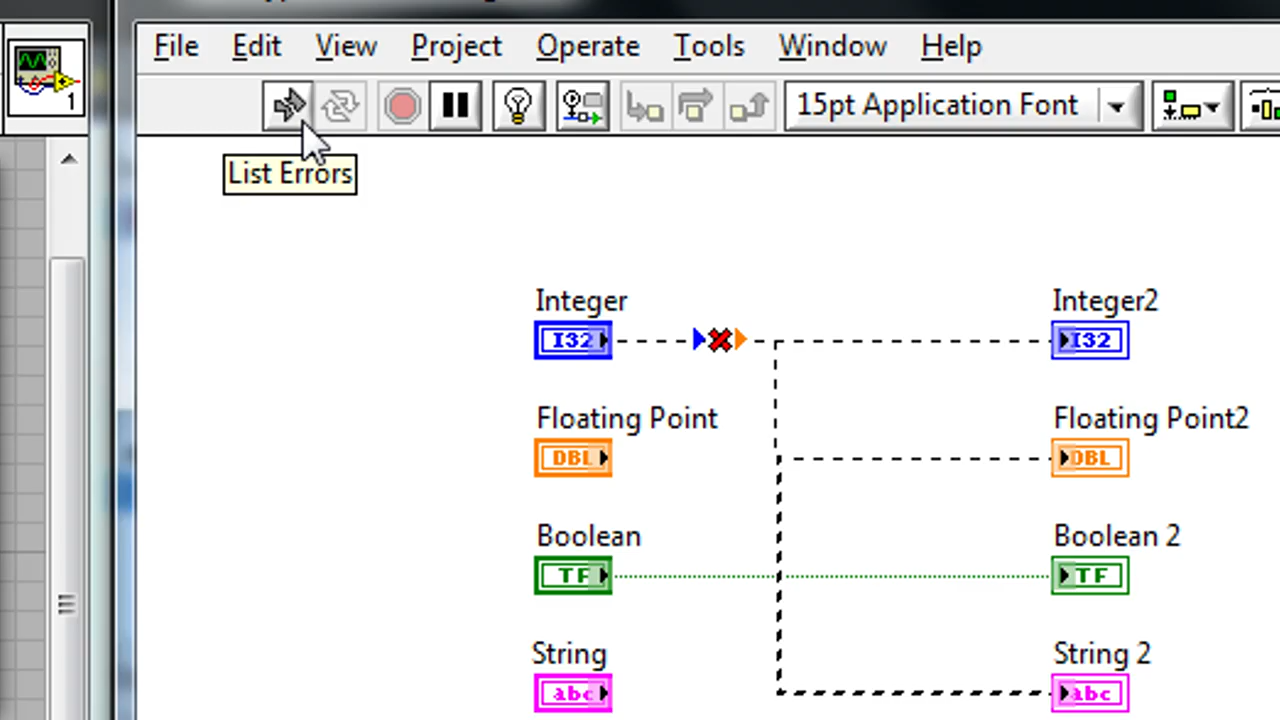 File Edit View Project Operate Tools Window Help
1
15pt Application Font
List Errors
Integer Integer2
I32 I32
Floating Point Floating Point2
DBL DBL
Boolean Boolean 2
TF TF
String String 2
abc abc